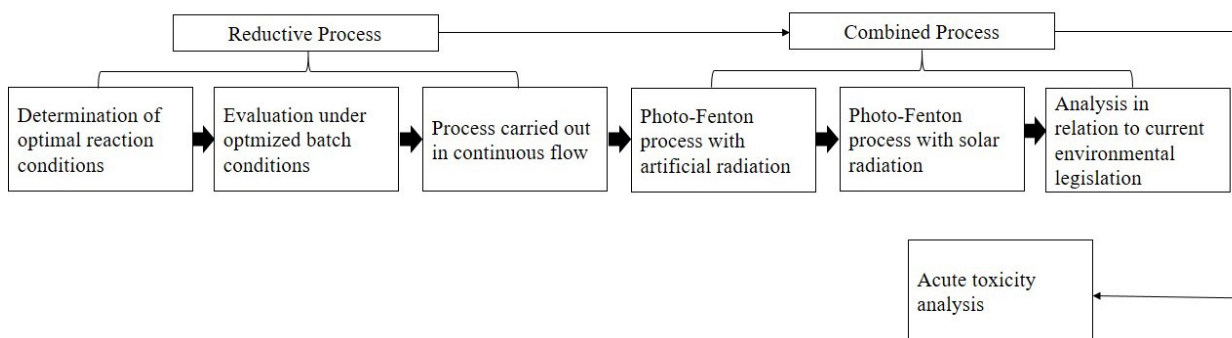 Reductive Process
Combined Process
Determination of
optimal reaction
conditions
Evaluation under
optmized batch
conditions
Process carried out
in continuous flow
Photo-Fenton
process with
artificial radiation
Photo-Fenton
process with solar
radiation
Analysis in
relation to current
environmental
legislation
Acute toxicity
analysis